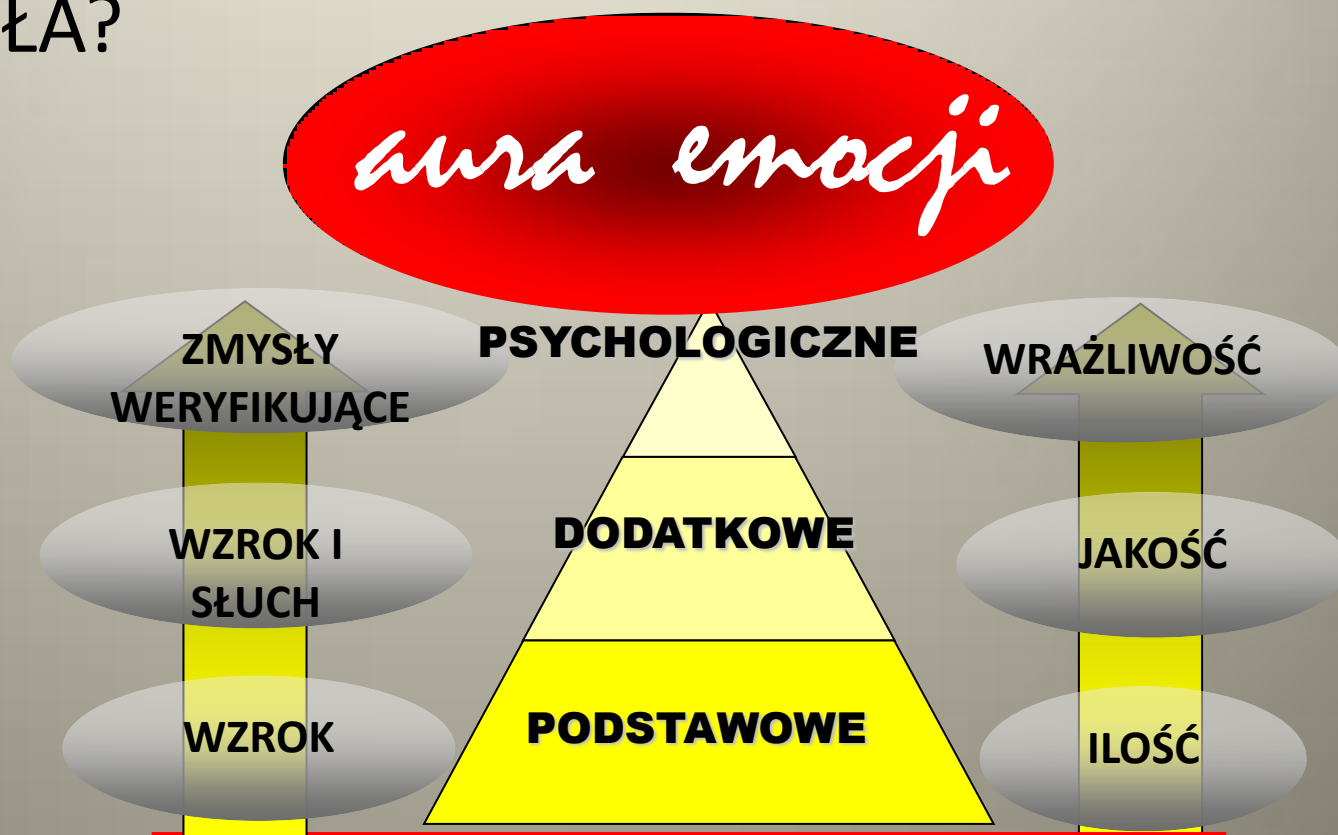 ŁA?
aura emocji
ZMYSŁY
WERYFIKUJĄCE
PSYCHOLOGICZNE
WRAŻLIWOŚĆ
WZROK I
SŁUCH
DODATKOWE
JAKOŚĆ
WZROK
PODSTAWOWE
ILOŚĆ